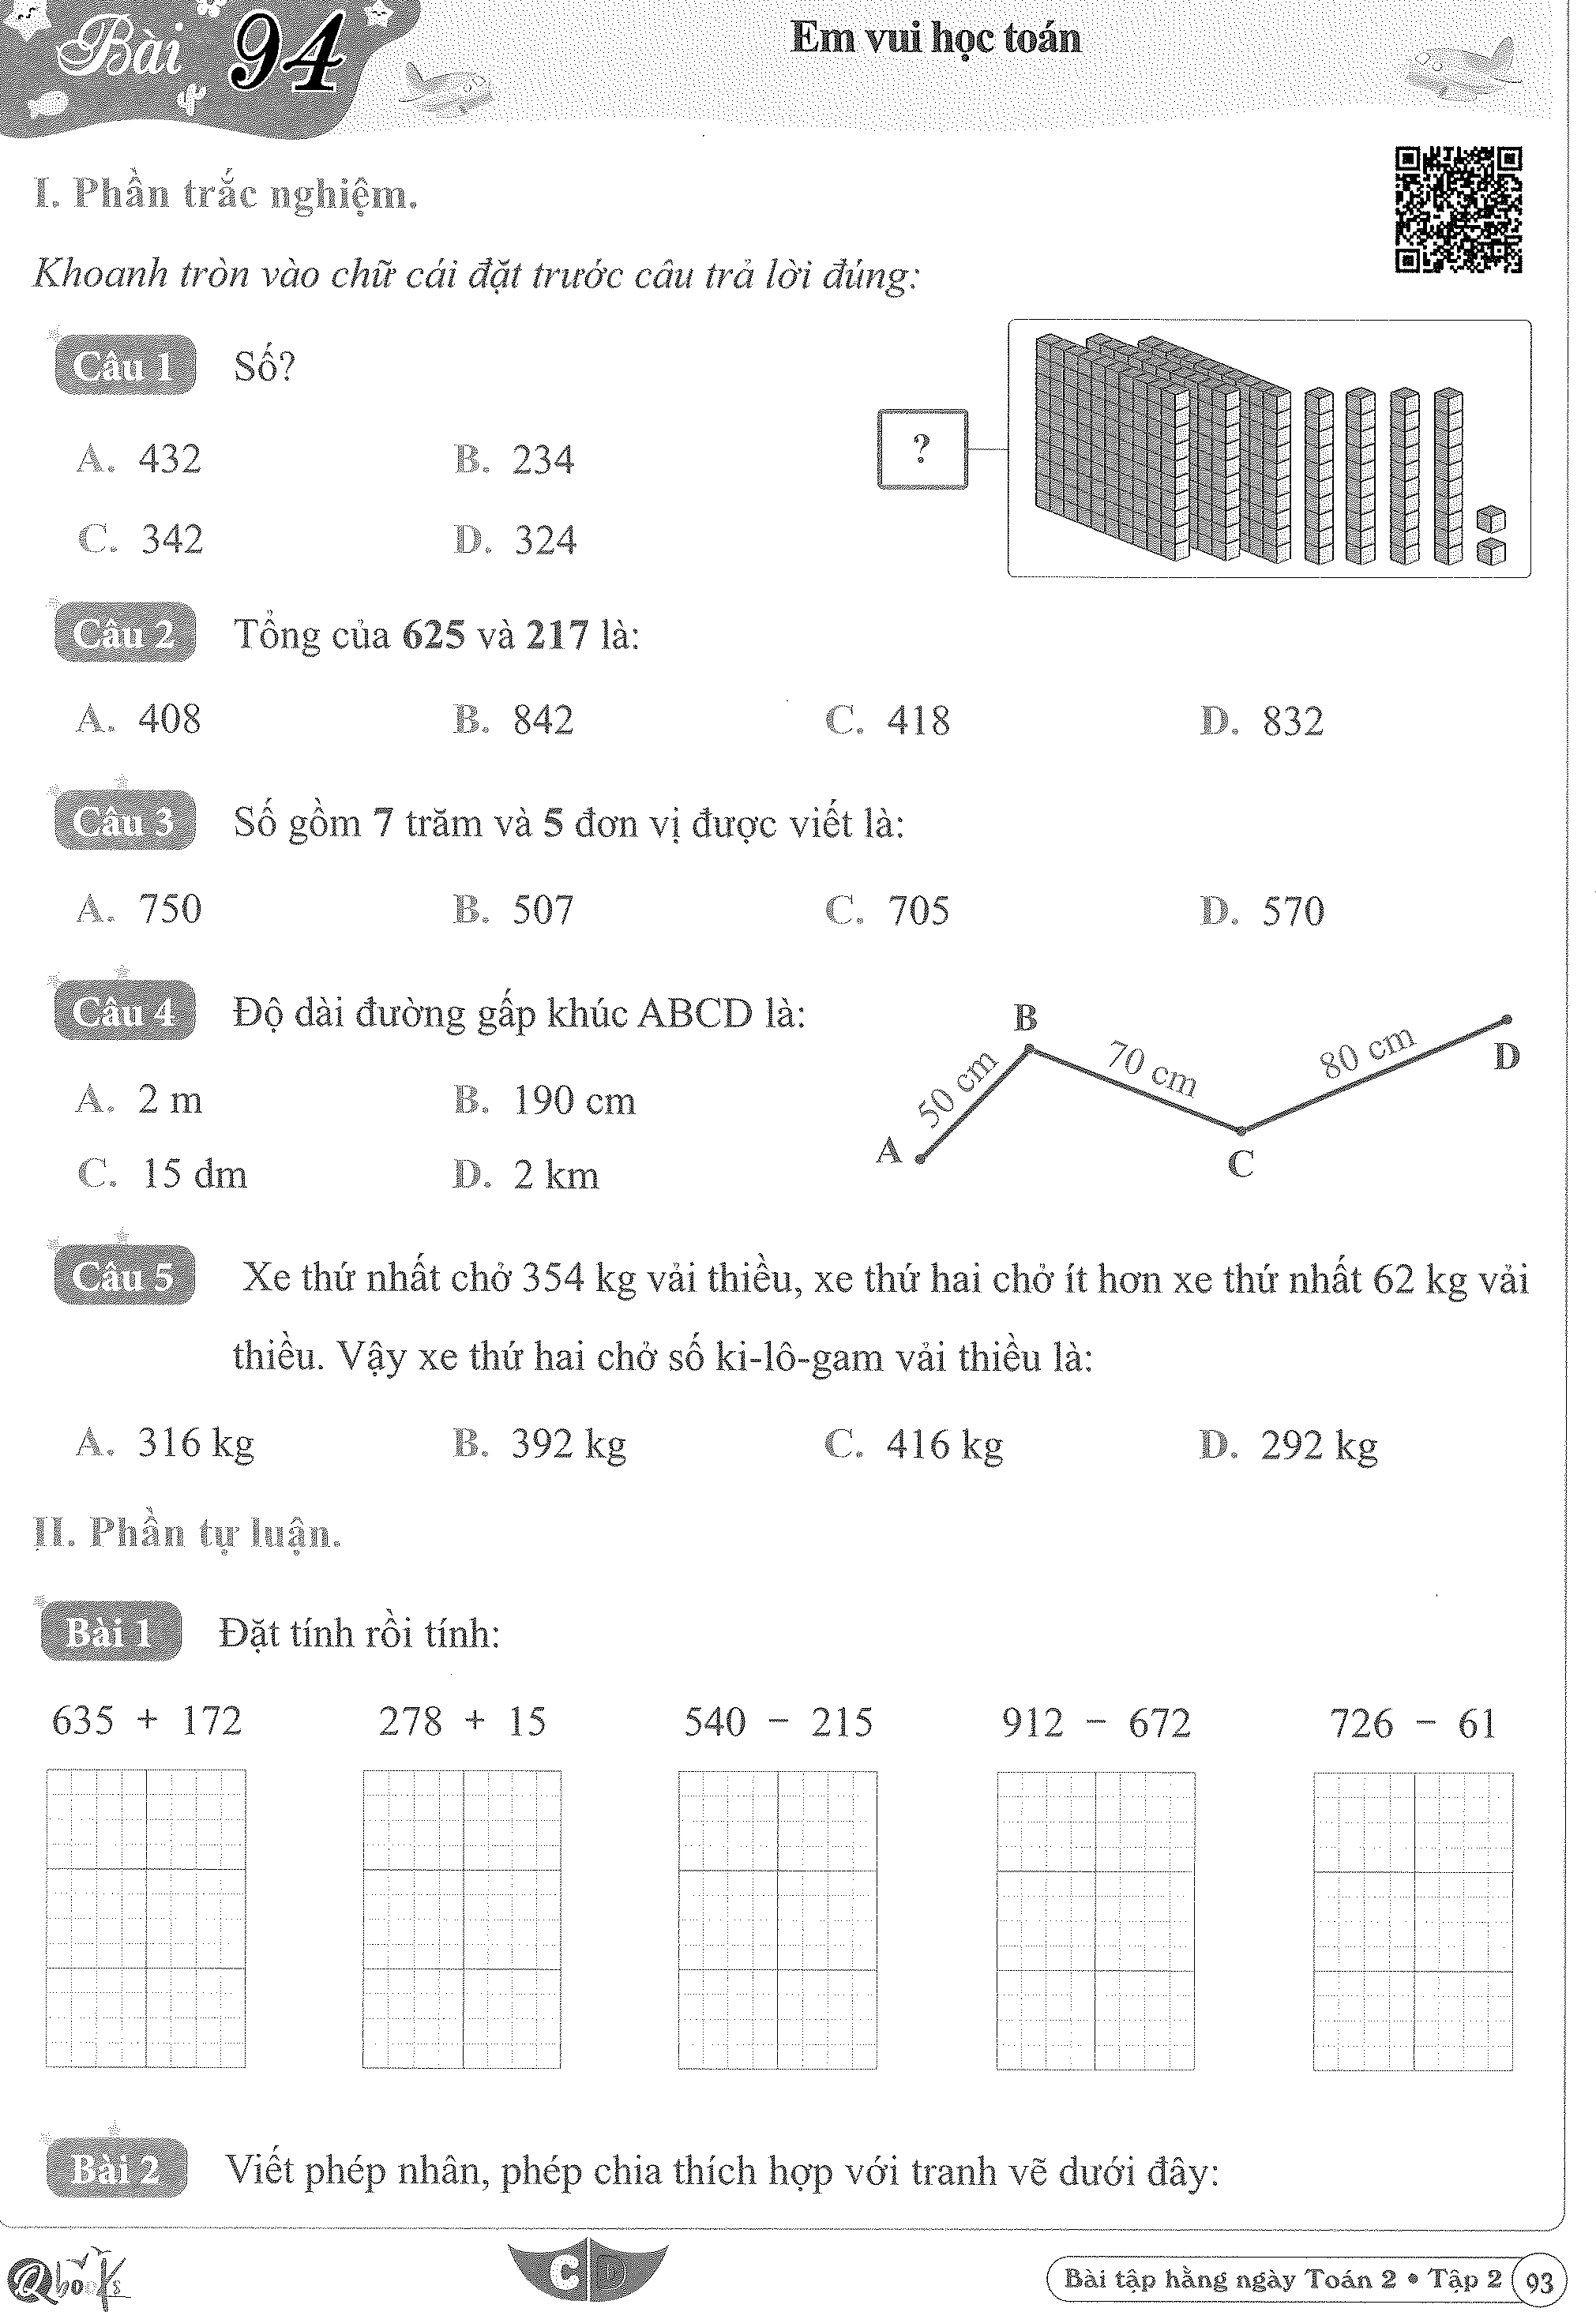 Bài 94
Em vui học toán
I. Phần trắc nghiệm.
Khoanh tròn vào chữ cái đặt trước câu trả lời đúng:
Câu 1 Số?
?
A. 432 B. 234
C. 342 D. 324
Câu 2 Tổng của 625 và 217 là:
A. 408 B. 842 C. 418 D. 832
Câu 3 Số gồm 7 trăm và 5 đơn vị được viết là:
A. 750 B. 507 C. 705 D. 570
Câu 4 Độ dài đường gấp khúc ABCD là:
A. 2 m B. 190 cm
C. 15 dm D. 2 km
A 50 cm B 70 cm C 80 cm D
Câu 5 Xe thứ nhất chở 354 kg vải thiều, xe thứ hai chở ít hơn xe thứ nhất 62 kg vải
thiều. Vậy xe thứ hai chở số ki-lô-gam vải thiều là:
A. 316 kg B. 392 kg C. 416 kg D. 292 kg
II. Phần tự luận.
Bài 1 Đặt tính rồi tính:
635 + 172 278 + 15 540 − 215 912 − 672 726 − 61
Bài 2 Viết phép nhân, phép chia thích hợp với tranh vẽ dưới đây:
Qbooks
C D
Bài tập hằng ngày Toán 2 • Tập 2 93